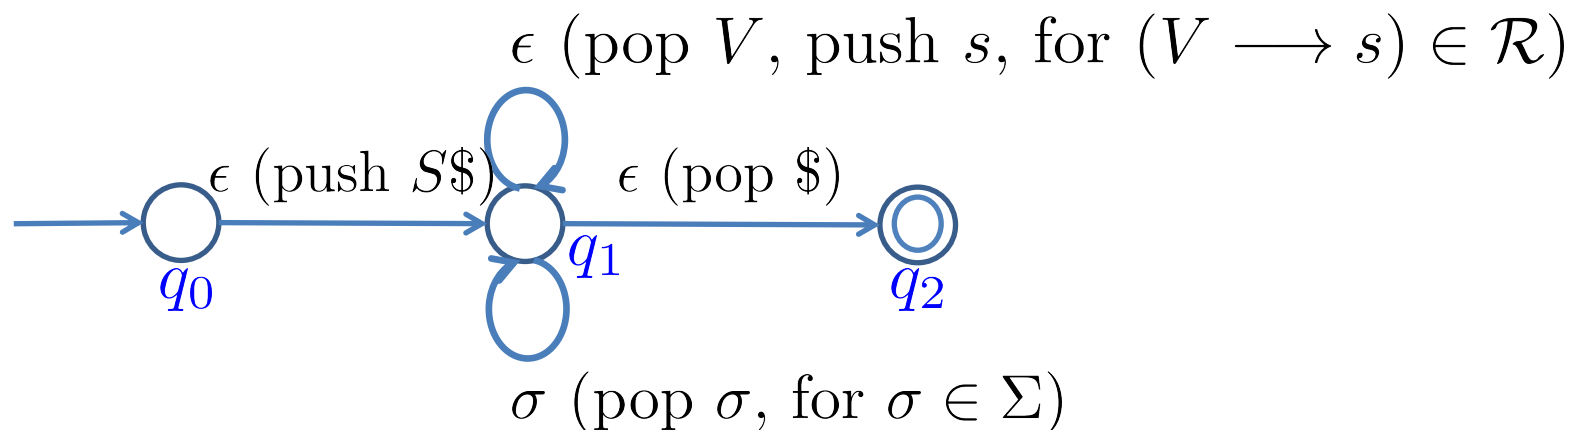 ϵ (pop V, push s, for (V ⟶ s) ∈ ℛ)
ϵ (push S$)
ϵ (pop $)
q₀
q₁
q₂
σ (pop σ, for σ ∈ Σ)